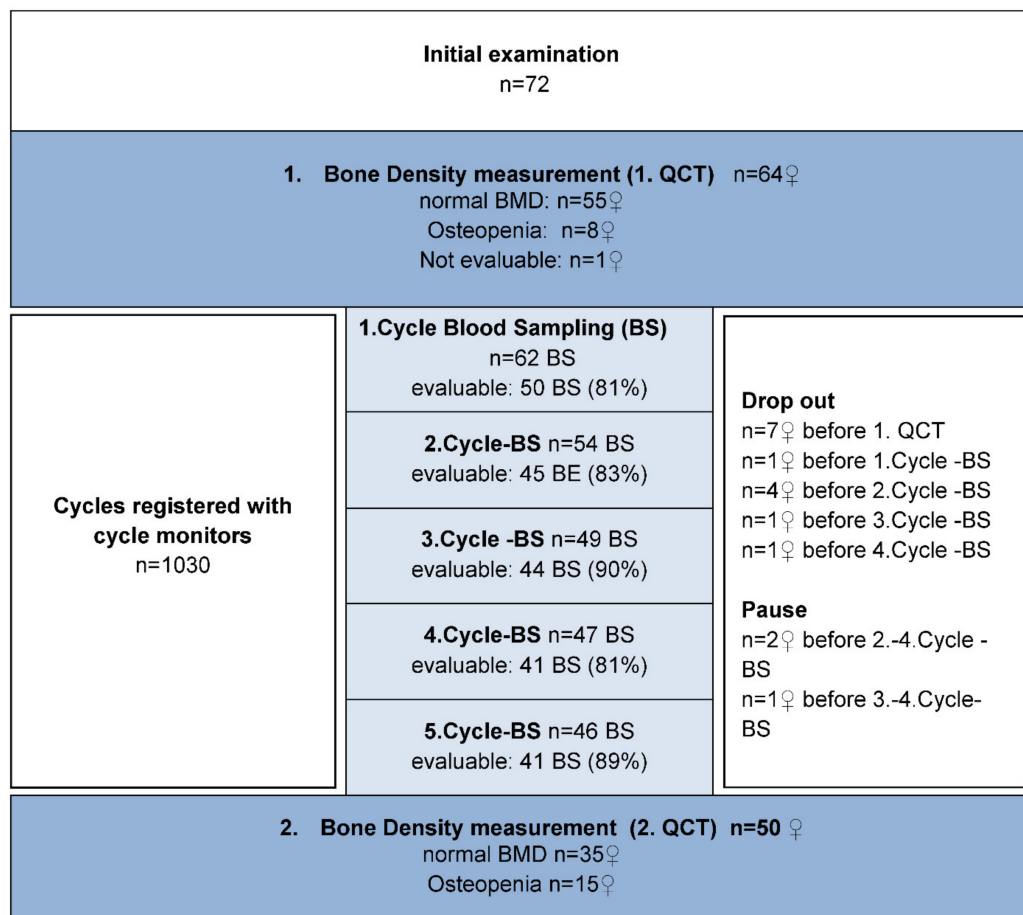 Initial examination
n=72
1. Bone Density measurement (1. QCT) n=64♀
normal BMD: n=55♀
Osteopenia: n=8♀
Not evaluable: n=1♀
Cycles registered with
cycle monitors
n=1030
1.Cycle Blood Sampling (BS)
n=62 BS
evaluable: 50 BS (81%)
2.Cycle-BS n=54 BS
evaluable: 45 BE (83%)
3.Cycle -BS n=49 BS
evaluable: 44 BS (90%)
4.Cycle-BS n=47 BS
evaluable: 41 BS (81%)
5.Cycle-BS n=46 BS
evaluable: 41 BS (89%)
Drop out
n=7♀ before 1. QCT
n=1♀ before 1.Cycle -BS
n=4♀ before 2.Cycle -BS
n=1♀ before 3.Cycle -BS
n=1♀ before 4.Cycle -BS
Pause
n=2♀ before 2.-4.Cycle -
BS
n=1♀ before 3.-4.Cycle-
BS
2. Bone Density measurement (2. QCT) n=50 ♀
normal BMD n=35♀
Osteopenia n=15♀